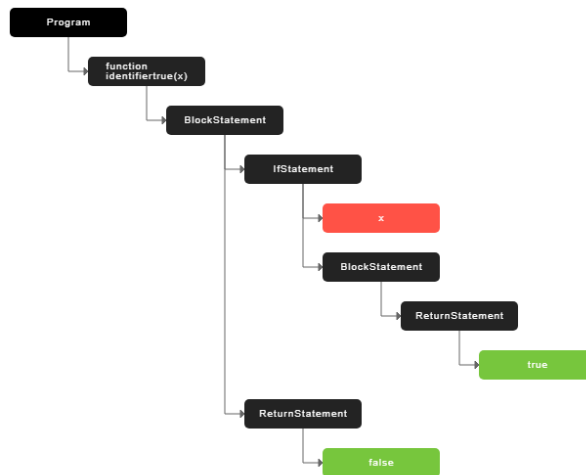 Program
function
identifiertrue(x)
BlockStatement
IfStatement
x
BlockStatement
ReturnStatement
true
ReturnStatement
false